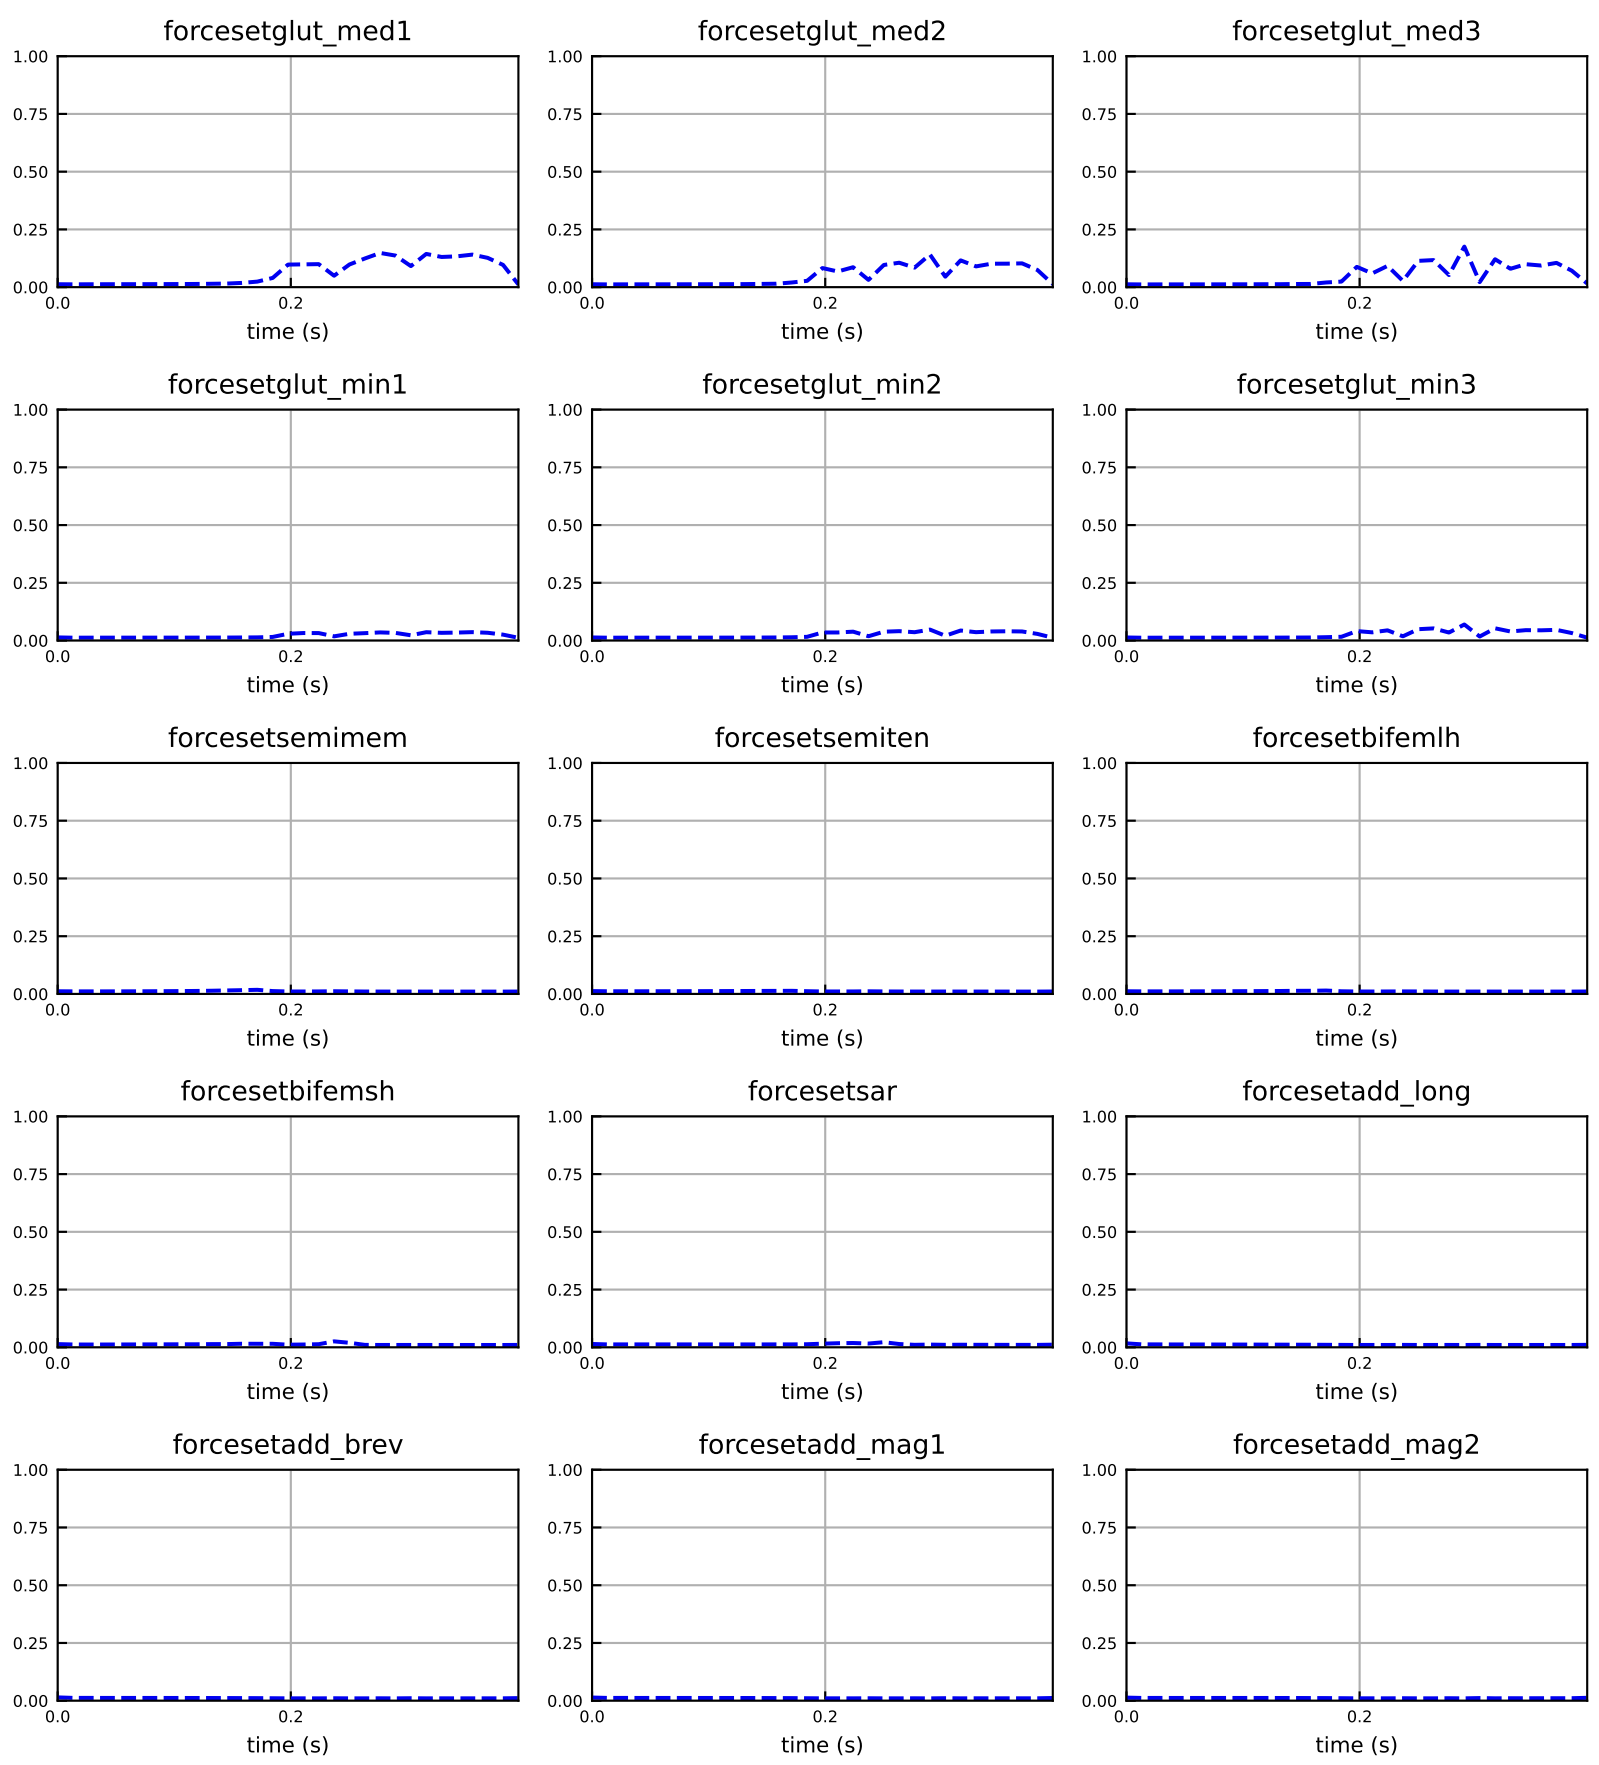 forcesetglut_med1 forcesetglut_med2 forcesetglut_med3
1.00 1.00 1.00
0.75 0.75 0.75
0.50 0.50 0.50
0.25 0.25 0.25
0.00 0.00 0.00
0.0 0.2 0.0 0.2 0.0 0.2
time (s) time (s) time (s)
forcesetglut_min1 forcesetglut_min2 forcesetglut_min3
1.00 1.00 1.00
0.75 0.75 0.75
0.50 0.50 0.50
0.25 0.25 0.25
0.00 0.00 0.00
0.0 0.2 0.0 0.2 0.0 0.2
time (s) time (s) time (s)
forcesetsemimem forcesetsemiten forcesetbifemlh
1.00 1.00 1.00
0.75 0.75 0.75
0.50 0.50 0.50
0.25 0.25 0.25
0.00 0.00 0.00
0.0 0.2 0.0 0.2 0.0 0.2
time (s) time (s) time (s)
forcesetbifemsh forcesetsar forcesetadd_long
1.00 1.00 1.00
0.75 0.75 0.75
0.50 0.50 0.50
0.25 0.25 0.25
0.00 0.00 0.00
0.0 0.2 0.0 0.2 0.0 0.2
time (s) time (s) time (s)
forcesetadd_brev forcesetadd_mag1 forcesetadd_mag2
1.00 1.00 1.00
0.75 0.75 0.75
0.50 0.50 0.50
0.25 0.25 0.25
0.00 0.00 0.00
0.0 0.2 0.0 0.2 0.0 0.2
time (s) time (s) time (s)